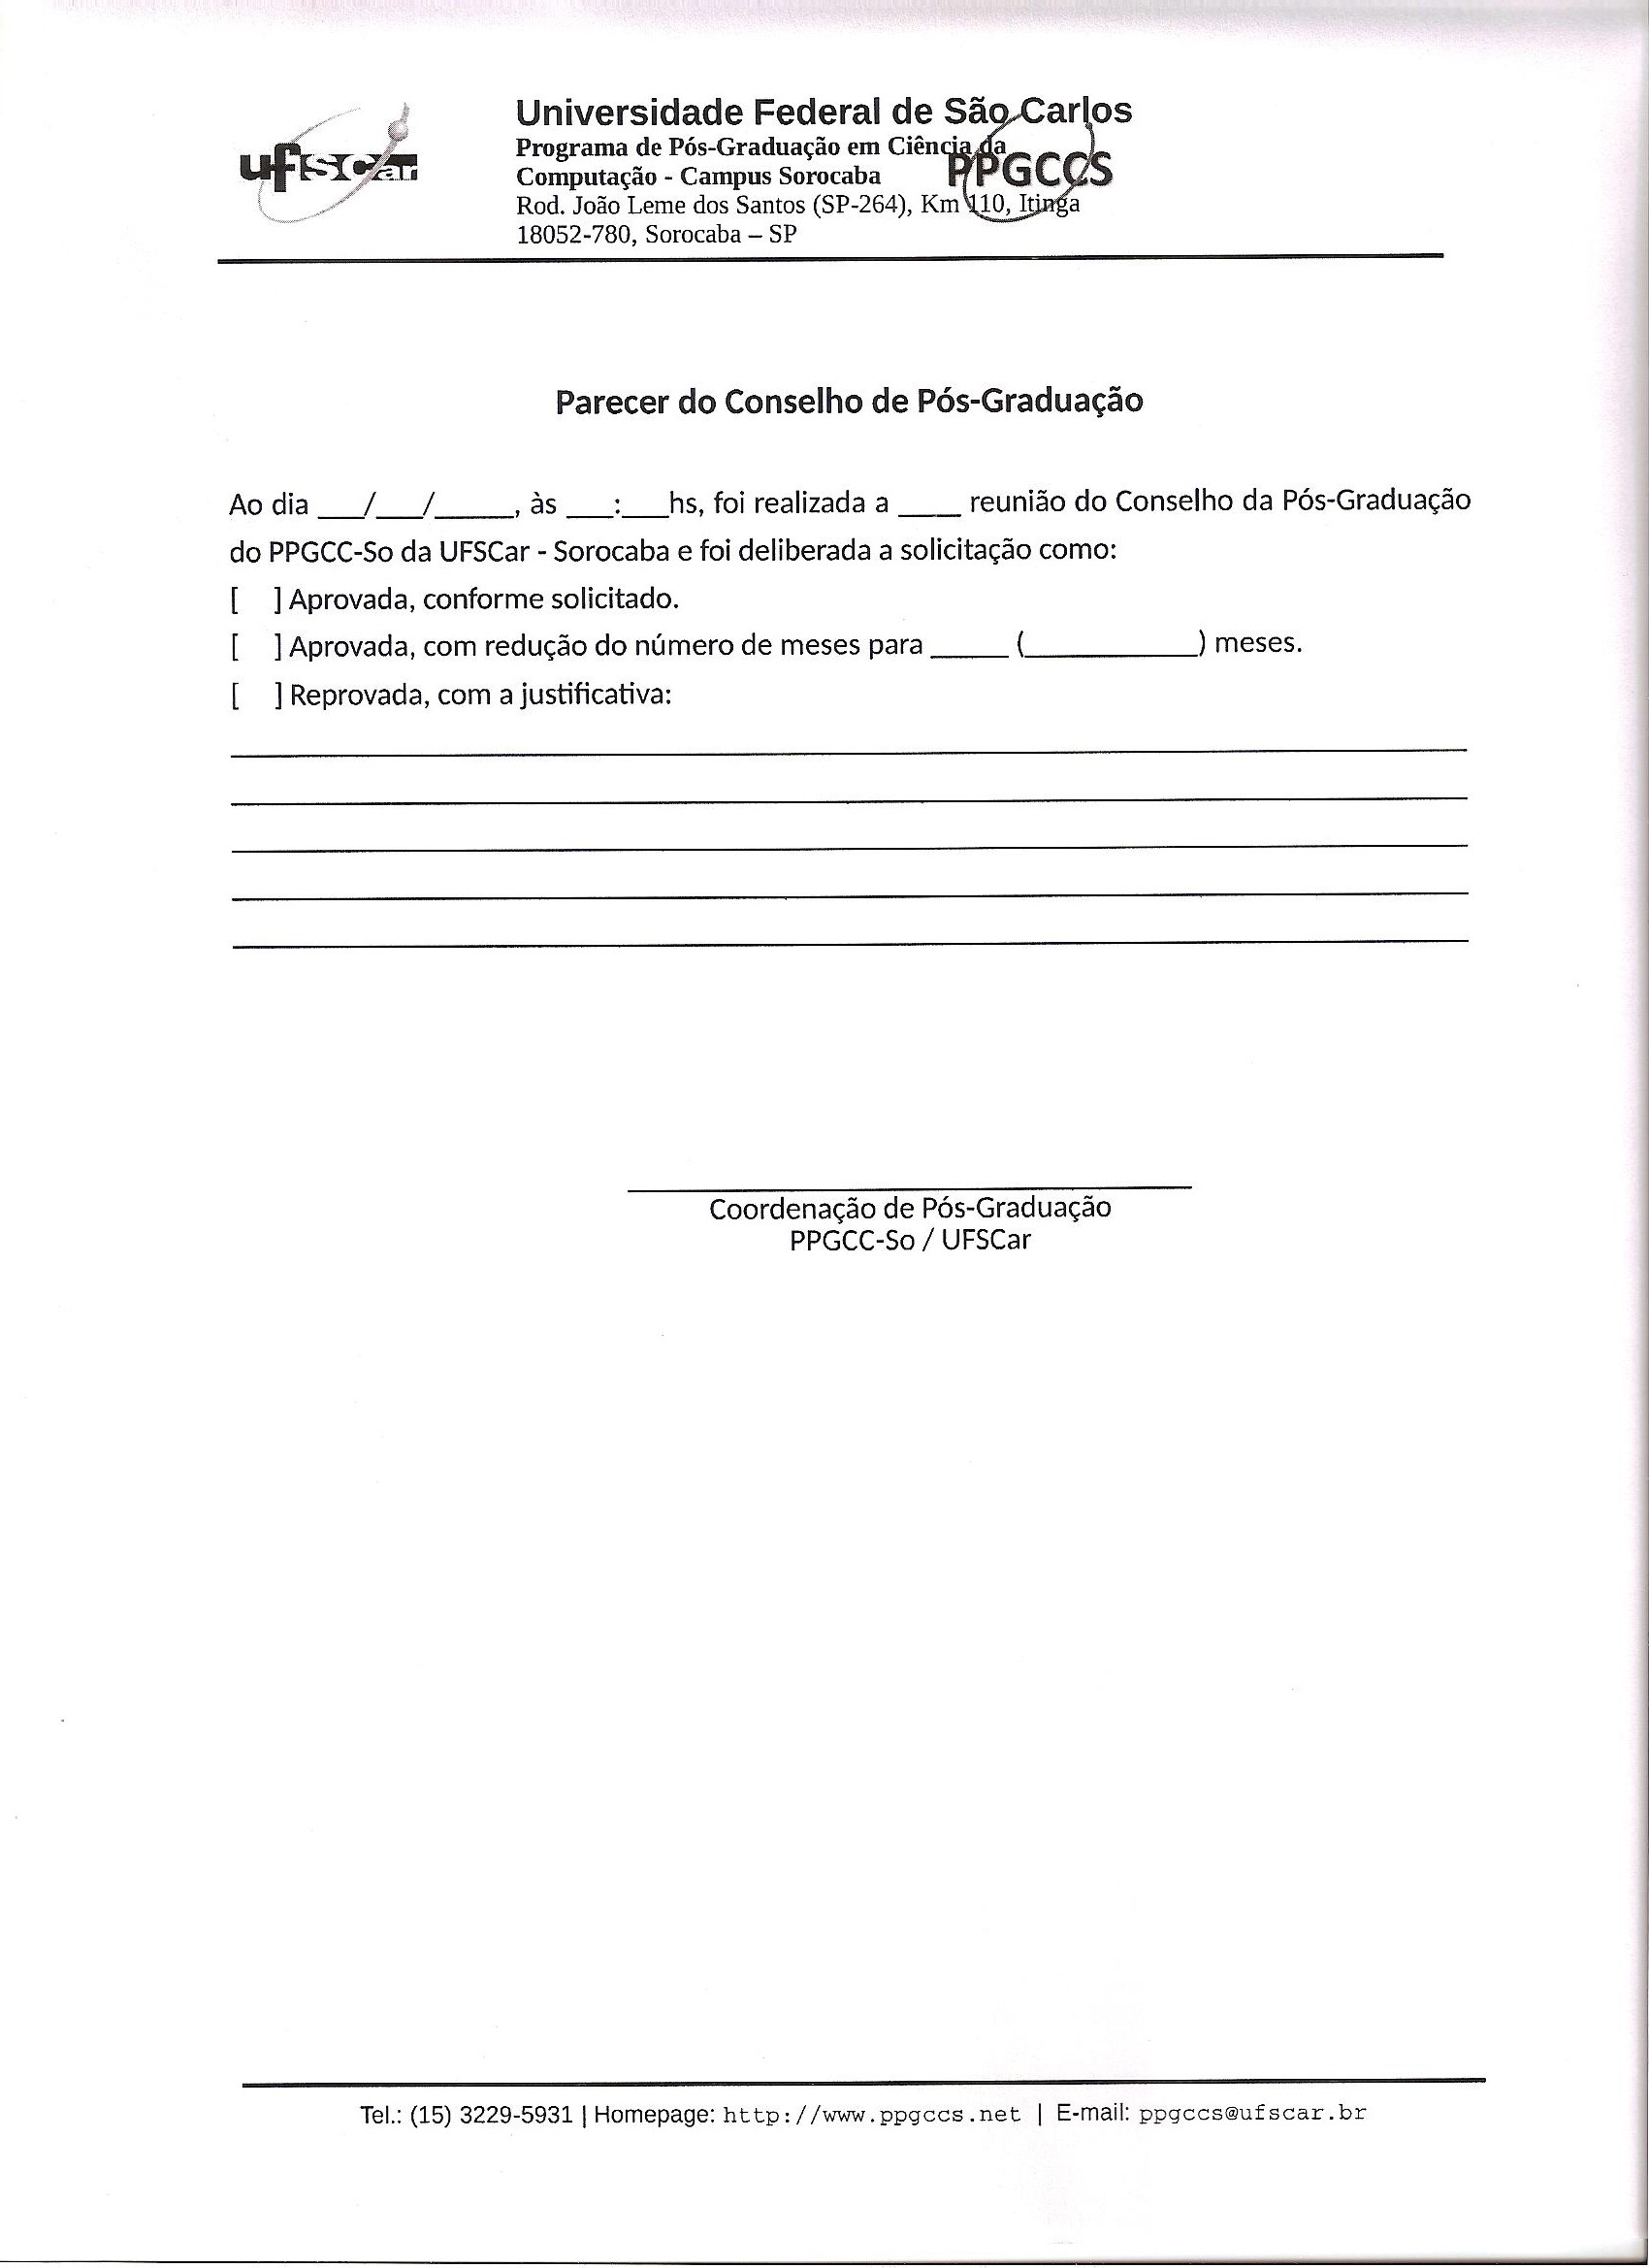 ufscar
Universidade Federal de São Carlos
Programa de Pós-Graduação em Ciência da
Computação - Campus Sorocaba
PPGCCS
Rod. João Leme dos Santos (SP-264), Km 110, Itinga
18052-780, Sorocaba – SP
Parecer do Conselho de Pós-Graduação
Ao dia ___/___/_____, às ___:___hs, foi realizada a ____ reunião do Conselho da Pós-Graduação
do PPGCC-So da UFSCar - Sorocaba e foi deliberada a solicitação como:
[ ] Aprovada, conforme solicitado.
[ ] Aprovada, com redução do número de meses para _____ (___________) meses.
[ ] Reprovada, com a justificativa:
Coordenação de Pós-Graduação
PPGCC-So / UFSCar
Tel.: (15) 3229-5931 | Homepage: http://www.ppgccs.net | E-mail: ppgccs@ufscar.br